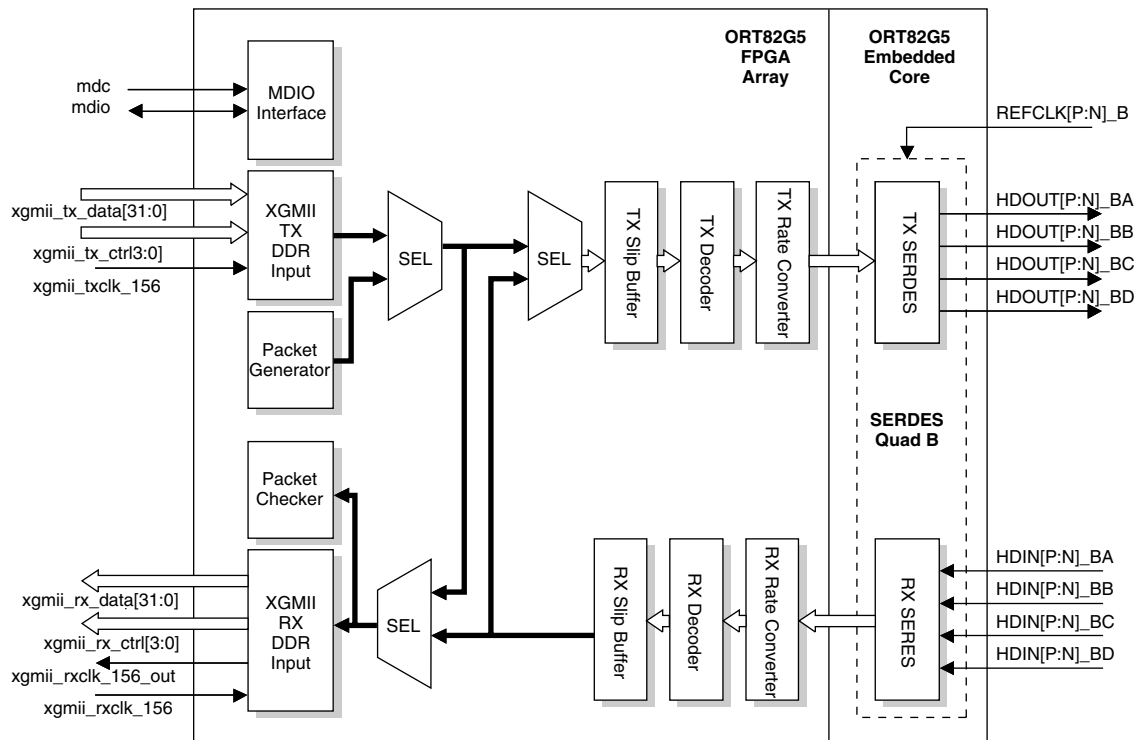 ORT82G5
FPGA
Array
ORT82G5
Embedded
Core
mdc
mdio
MDIO
Interface
REFCLK[P:N]_B
xgmii_tx_data[31:0]
xgmii_tx_ctrl3:0]
xgmii_txclk_156
XGMII
TX
DDR
Input
SEL
SEL
TX Slip Buffer
TX Decoder
TX Rate Converter
TX SERDES
HDOUT[P:N]_BA
HDOUT[P:N]_BB
HDOUT[P:N]_BC
HDOUT[P:N]_BD
Packet
Generator
SERDES
Quad B
Packet
Checker
xgmii_rx_data[31:0]
xgmii_rx_ctrl[3:0]
xgmii_rxclk_156_out
xgmii_rxclk_156
XGMII
RX
DDR
Input
SEL
RX Slip Buffer
RX Decoder
RX Rate Converter
RX SERES
HDIN[P:N]_BA
HDIN[P:N]_BB
HDIN[P:N]_BC
HDIN[P:N]_BD